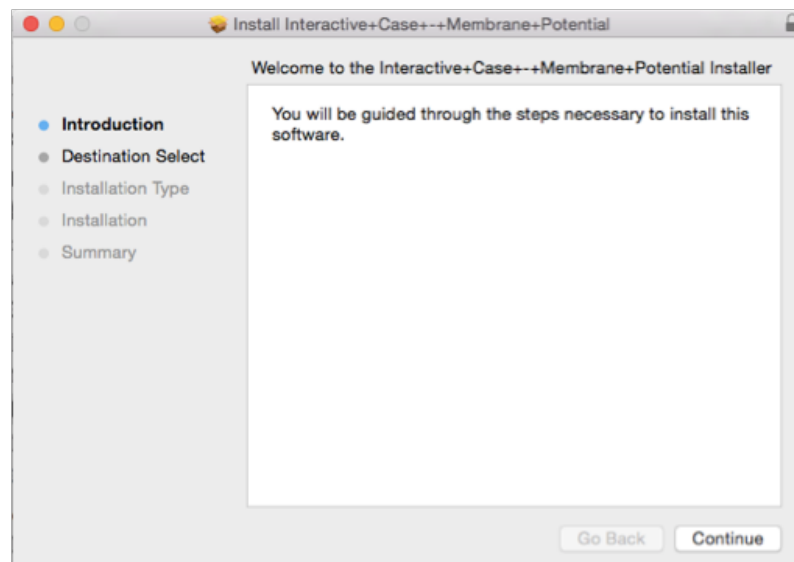 Install Interactive+Case+-+Membrane+Potential
Welcome to the Interactive+Case+-+Membrane+Potential Installer
Introduction
Destination Select
Installation Type
Installation
Summary
You will be guided through the steps necessary to install this
software.
Go Back
Continue